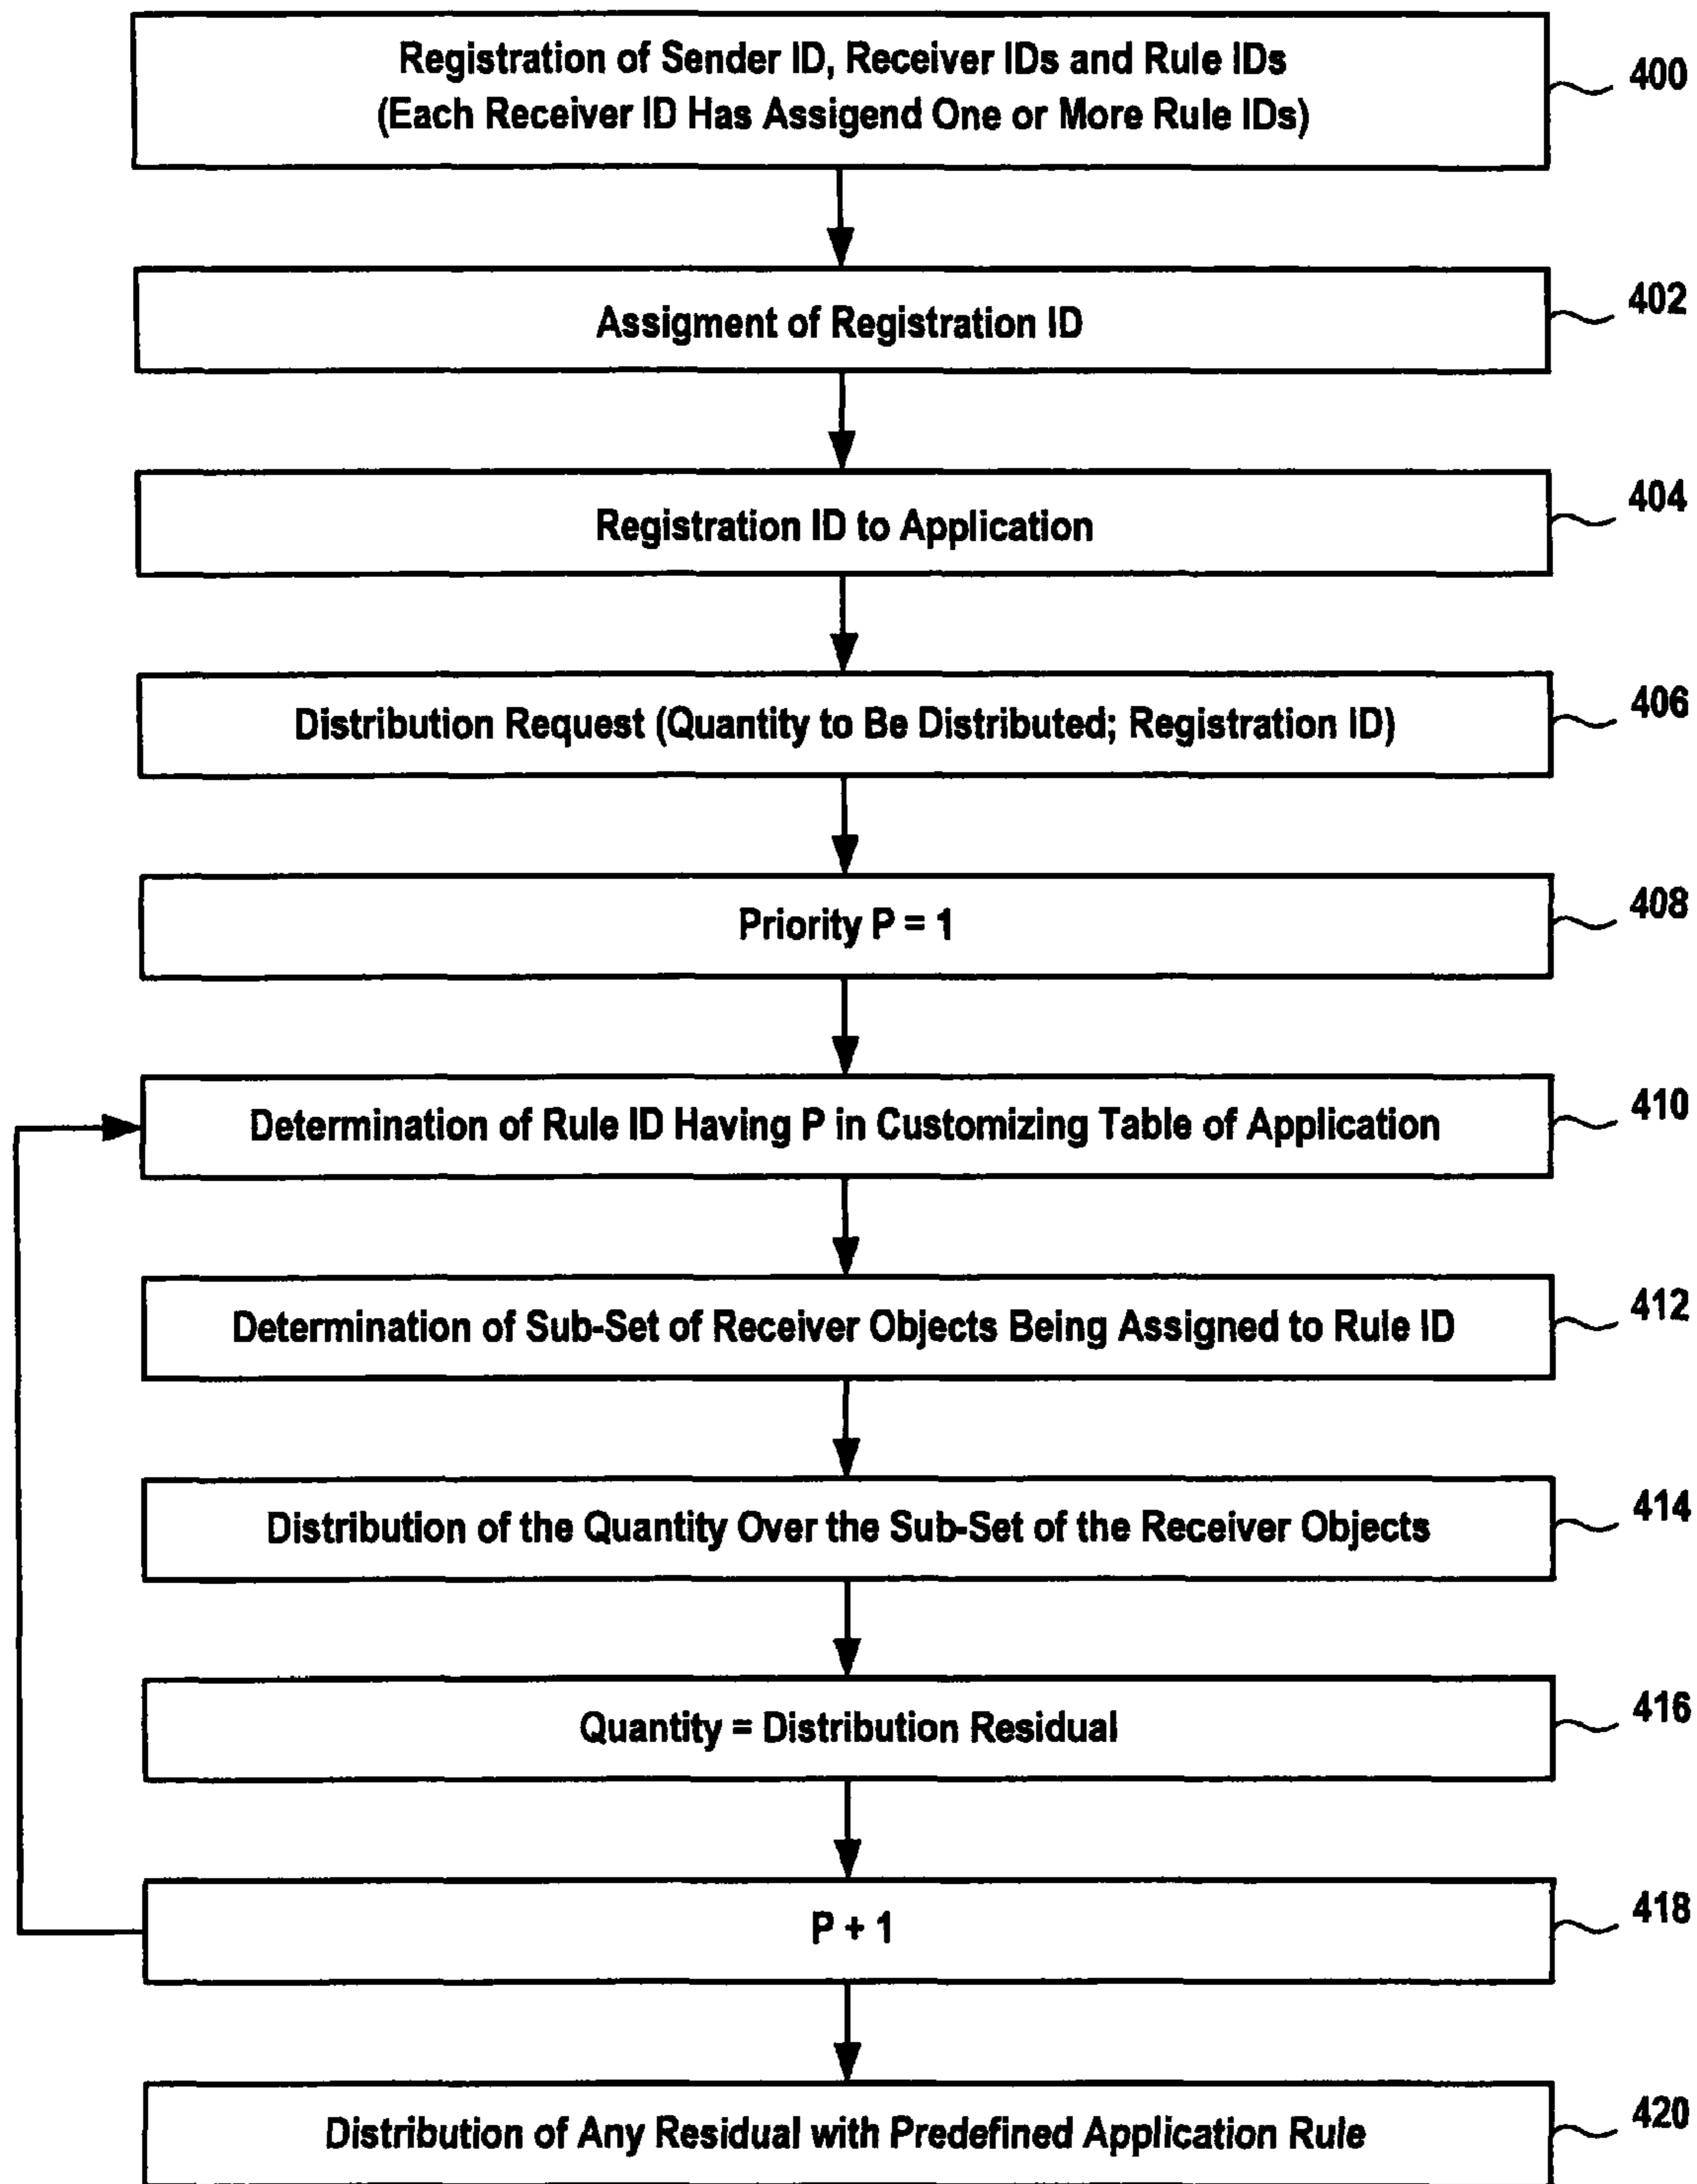 Registration of Sender ID, Receiver IDs and Rule IDs
(Each Receiver ID Has Assigend One or More Rule IDs)
400
Assigment of Registration ID
402
Registration ID to Application
404
Distribution Request (Quantity to Be Distributed; Registration ID)
406
Priority P = 1
408
Determination of Rule ID Having P in Customizing Table of Application
410
Determination of Sub-Set of Receiver Objects Being Assigned to Rule ID
412
Distribution of the Quantity Over the Sub-Set of the Receiver Objects
414
Quantity = Distribution Residual
416
P + 1
418
Distribution of Any Residual with Predefined Application Rule
420